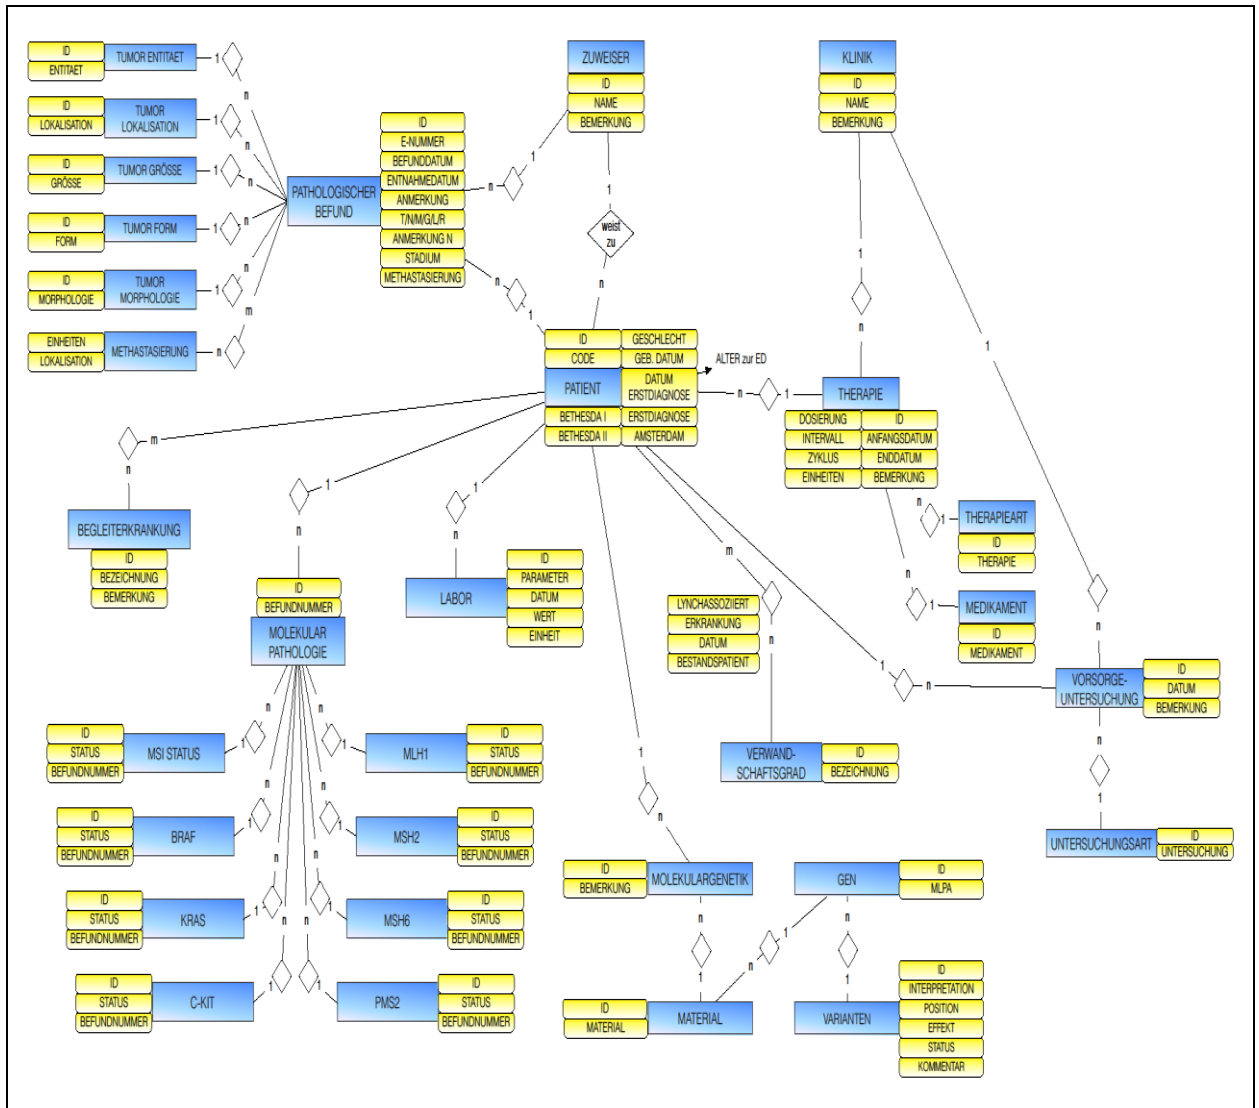 ID
ENTITAET
TUMOR ENTITAET
1
n
ID
LOKALISATION
TUMOR
LOKALISATION
1
n
ID
GRÖSSE
TUMOR GRÖSSE
1
n
ID
FORM
TUMOR FORM
1
n
ID
MORPHOLOGIE
TUMOR
MORPHOLOGIE
1
n
EINHEITEN
LOKALISATION
METHASTASIERUNG
n
m
PATHOLOGISCHER
BEFUND
ID
E-NUMMER
BEFUNDDATUM
ENTNAHMEDATUM
ANMERKUNG
T/N/M/G/L/R
ANMERKUNG N
STADIUM
METHASTASIERUNG
n
1
n
1
ZUWEISER
ID
NAME
BEMERKUNG
1
weist
zu
n
KLINIK
ID
NAME
BEMERKUNG
1
n
1
n
ID
CODE
PATIENT
BETHESDA I
BETHESDA II
GESCHLECHT
GEB. DATUM
DATUM
ERSTDIAGNOSE
ERSTDIAGNOSE
AMSTERDAM
ALTER zur ED
n
1
THERAPIE
DOSIERUNG
INTERVALL
ZYKLUS
EINHEITEN
ID
ANFANGSDATUM
ENDDATUM
BEMERKUNG
n
1
THERAPIEART
ID
THERAPIE
n
1
MEDIKAMENT
ID
MEDIKAMENT
m
n
BEGLEITERKRANKUNG
ID
BEZEICHNUNG
BEMERKUNG
1
n
ID
BEFUNDNUMMER
MOLEKULAR
PATHOLOGIE
1
n
LABOR
ID
PARAMETER
DATUM
WERT
EINHEIT
m
n
LYNCHASSOZIIERT
ERKRANKUNG
DATUM
BESTANDSPATIENT
VERWAND-
SCHAFTSGRAD
ID
BEZEICHNUNG
1
n
VORSORGE-
UNTERSUCHUNG
ID
DATUM
BEMERKUNG
n
1
UNTERSUCHUNGSART
ID
UNTERSUCHUNG
ID
STATUS
BEFUNDNUMMER
MSI STATUS
1
n
n
1
MLH1
ID
STATUS
BEFUNDNUMMER
ID
STATUS
BEFUNDNUMMER
BRAF
1
n
n
1
MSH2
ID
STATUS
BEFUNDNUMMER
ID
STATUS
BEFUNDNUMMER
KRAS
1
n
n
1
MSH6
ID
STATUS
BEFUNDNUMMER
ID
STATUS
BEFUNDNUMMER
C-KIT
1
n
n
1
PMS2
ID
STATUS
BEFUNDNUMMER
1
n
ID
BEMERKUNG
MOLEKULARGENETIK
n
1
ID
MATERIAL
MATERIAL
n
1
GEN
ID
MLPA
n
1
VARIANTEN
ID
INTERPRETATION
POSITION
EFFEKT
STATUS
KOMMENTAR